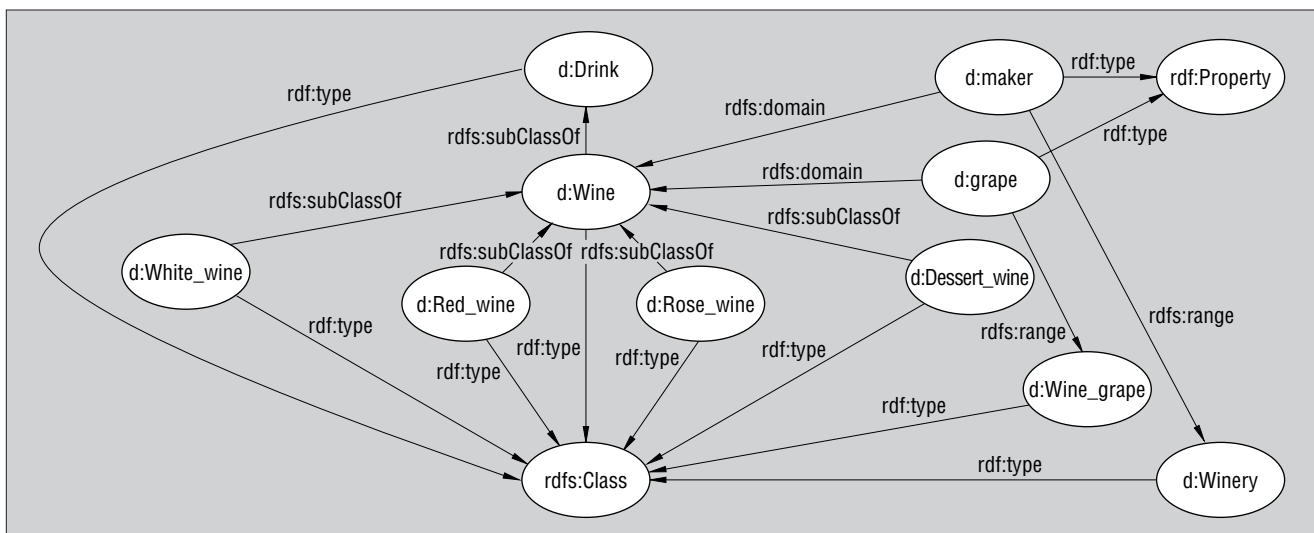 d:Drink
d:maker
rdf:type
rdf:Property
rdf:type
rdfs:domain
rdf:type
rdfs:subClassOf
rdfs:domain
d:grape
d:Wine
rdfs:subClassOf
rdfs:subClassOf
rdfs:subClassOf
rdfs:subClassOf
d:White_wine
d:Red_wine
d:Rose_wine
d:Dessert_wine
rdf:type
rdf:type
rdf:type
rdf:type
rdf:type
rdfs:range
rdfs:range
d:Wine_grape
rdf:type
rdf:type
rdfs:Class
d:Winery